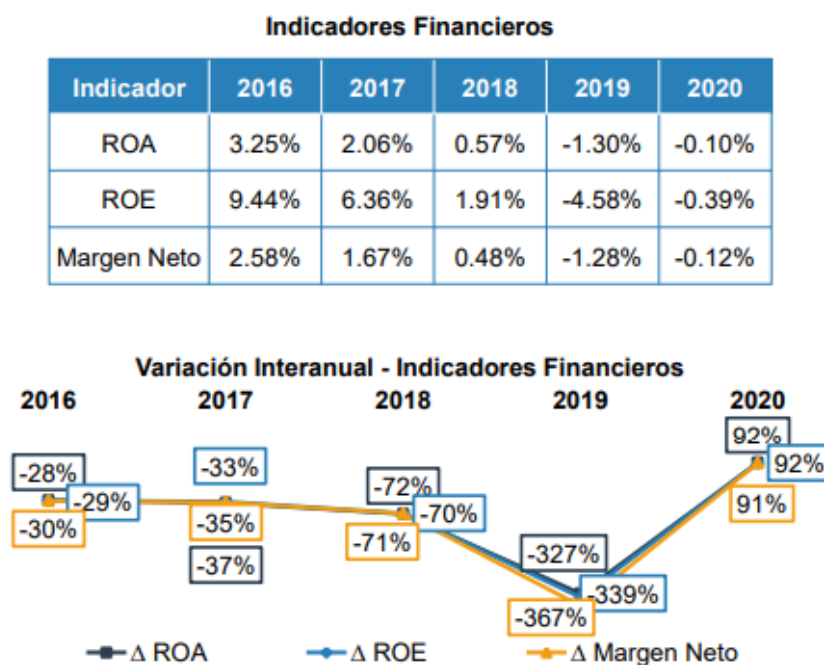 Indicadores Financieros
Indicador 2016 2017 2018 2019 2020
ROA 3.25% 2.06% 0.57% -1.30% -0.10%
ROE 9.44% 6.36% 1.91% -4.58% -0.39%
Margen Neto 2.58% 1.67% 0.48% -1.28% -0.12%
Variación Interanual - Indicadores Financieros
2016 2017 2018 2019 2020
-28% -33% -72% -327% 92%
-29% -70% -339% 92%
-30% -35% -71% -367% 91%
-37%
Δ ROA Δ ROE Δ Margen Neto